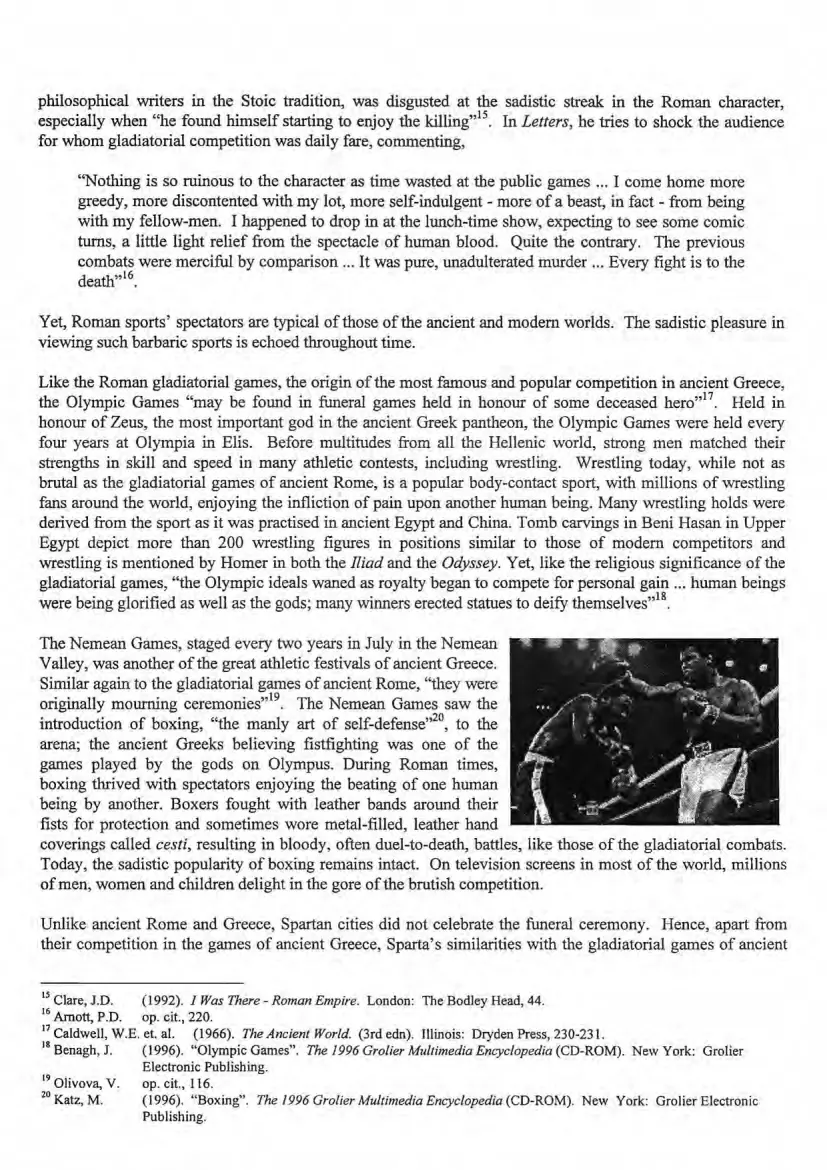 philosophical writers in the Stoic tradition, was disgusted at the sadistic streak in the Roman character,
especially when “he found himself starting to enjoy the killing”15. In Letters, he tries to shock the audience
for whom gladiatorial competition was daily fare, commenting,
“Nothing is so ruinous to the character as time wasted at the public games ... I come home more
greedy, more discontented with my lot, more self-indulgent - more of a beast, in fact - from being
with my fellow-men. I happened to drop in at the lunch-time show, expecting to see some comic
turns, a little light relief from the spectacle of human blood. Quite the contrary. The previous
combats were merciful by comparison ... It was pure, unadulterated murder ... Every fight is to the
death”16.
Yet, Roman sports’ spectators are typical of those of the ancient and modern worlds. The sadistic pleasure in
viewing such barbaric sports is echoed throughout time.
Like the Roman gladiatorial games, the origin of the most famous and popular competition in ancient Greece,
the Olympic Games “may be found in funeral games held in honour of some deceased hero”17. Held in
honour of Zeus, the most important god in the ancient Greek pantheon, the Olympic Games were held every
four years at Olympia in Elis. Before multitudes from all the Hellenic world, strong men matched their
strengths in skill and speed in many athletic contests, including wrestling. Wrestling today, while not as
brutal as the gladiatorial games of ancient Rome, is a popular body-contact sport, with millions of wrestling
fans around the world, enjoying the infliction of pain upon another human being. Many wrestling holds were
derived from the sport as it was practised in ancient Egypt and China. Tomb carvings in Beni Hasan in Upper
Egypt depict more than 200 wrestling figures in positions similar to those of modern competitors and
wrestling is mentioned by Homer in both the Iliad and the Odyssey. Yet, like the religious significance of the
gladiatorial games, “the Olympic ideals waned as royalty began to compete for personal gain ... human beings
were being glorified as well as the gods; many winners erected statues to deify themselves”18.
The Nemean Games, staged every two years in July in the Nemean
Valley, was another of the great athletic festivals of ancient Greece.
Similar again to the gladiatorial games of ancient Rome, “they were
originally mourning ceremonies”19. The Nemean Games saw the
introduction of boxing, “the manly art of self-defense”20, to the
arena; the ancient Greeks believing fistfighting was one of the
games played by the gods on Olympus. During Roman times,
boxing thrived with spectators enjoying the beating of one human
being by another. Boxers fought with leather bands around their
fists for protection and sometimes wore metal-filled, leather hand
coverings called cesti, resulting in bloody, often duel-to-death, battles, like those of the gladiatorial combats.
Today, the sadistic popularity of boxing remains intact. On television screens in most of the world, millions
of men, women and children delight in the gore of the brutish competition.
Unlike ancient Rome and Greece, Spartan cities did not celebrate the funeral ceremony. Hence, apart from
their competition in the games of ancient Greece, Sparta’s similarities with the gladiatorial games of ancient
15 Clare, J.D. (1992). I Was There - Roman Empire. London: The Bodley Head, 44.
16 Arnott, P.D. op. cit., 220.
17 Caldwell, W.E. et. al. (1966). The Ancient World. (3rd edn). Illinois: Dryden Press, 230-231.
18 Benagh, J. (1996). “Olympic Games”. The 1996 Grolier Multimedia Encyclopedia (CD-ROM). New York: Grolier
Electronic Publishing.
19 Olivova, V. op. cit., 116.
20 Katz, M. (1996). “Boxing”. The 1996 Grolier Multimedia Encyclopedia (CD-ROM). New York: Grolier Electronic
Publishing.